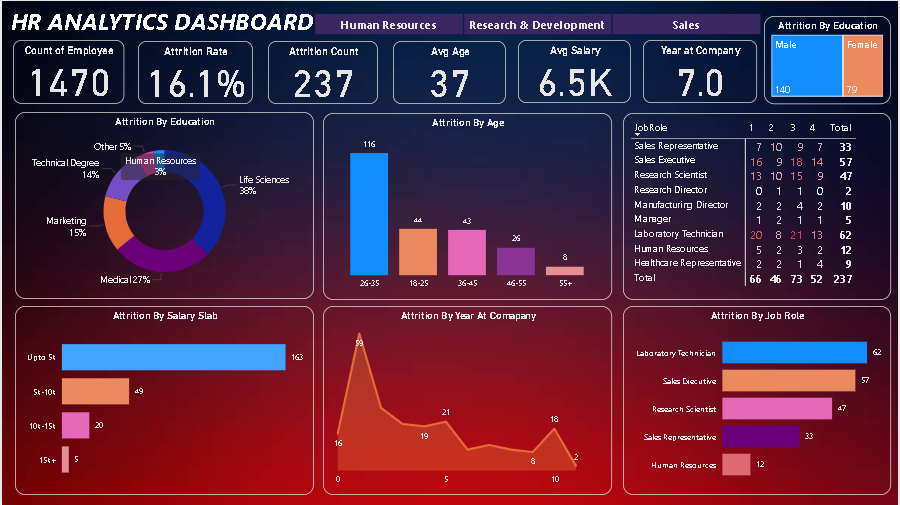 HR ANALYTICS DASHBOARD
Human Resources
Research & Development
Sales
Count of Employee
1470
Attrition Rate
16.1%
Attrition Count
237
Avg Age
37
Avg Salary
6.5K
Year at Company
7.0
Attrition By Education
Male
140
Female
79
Attrition By Education
Other 5%
Human Resources
3%
Technical Degree
14%
Life Sciences
38%
Marketing
15%
Medical 27%
Attrition By Age
116
44
43
26
8
26-35 18-25 36-45 46-55 55+
JobRole 1 2 3 4 Total
Sales Representative 7 10 9 7 33
Sales Executive 16 9 18 14 57
Research Scientist 13 10 15 9 47
Research Director 0 1 1 0 2
Manufacturing Director 2 2 4 2 10
Manager 1 2 1 1 5
Laboratory Technician 20 8 21 13 62
Human Resources 5 2 3 2 12
Healthcare Representative 2 2 1 4 9
Total 66 46 73 52 237
Attrition By Salary Slab
Upto 5k 163
5k-10k 49
10k-15k 20
15k+ 5
Attrition By Year At Comapany
59
16
19
21
8
18
2
0 5 10
Attrition By Job Role
Laboratory Technician 62
Sales Executive 57
Research Scientist 47
Sales Representative 33
Human Resources 12